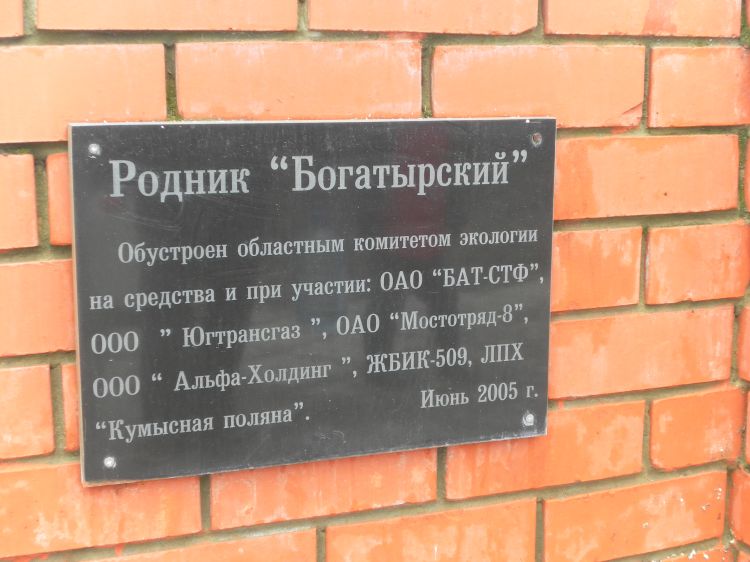 Родник “Богатырский”
Обустроен областным комитетом экологии
на средства и при участии: ОАО “БАТ-СТФ”,
ООО ” Югтрансгаз ”, ОАО “Мостотряд-8”,
ООО “ Альфа-Холдинг ”, ЖБИК-509, ЛПХ
“Кумысная поляна”. Июнь 2005 г.